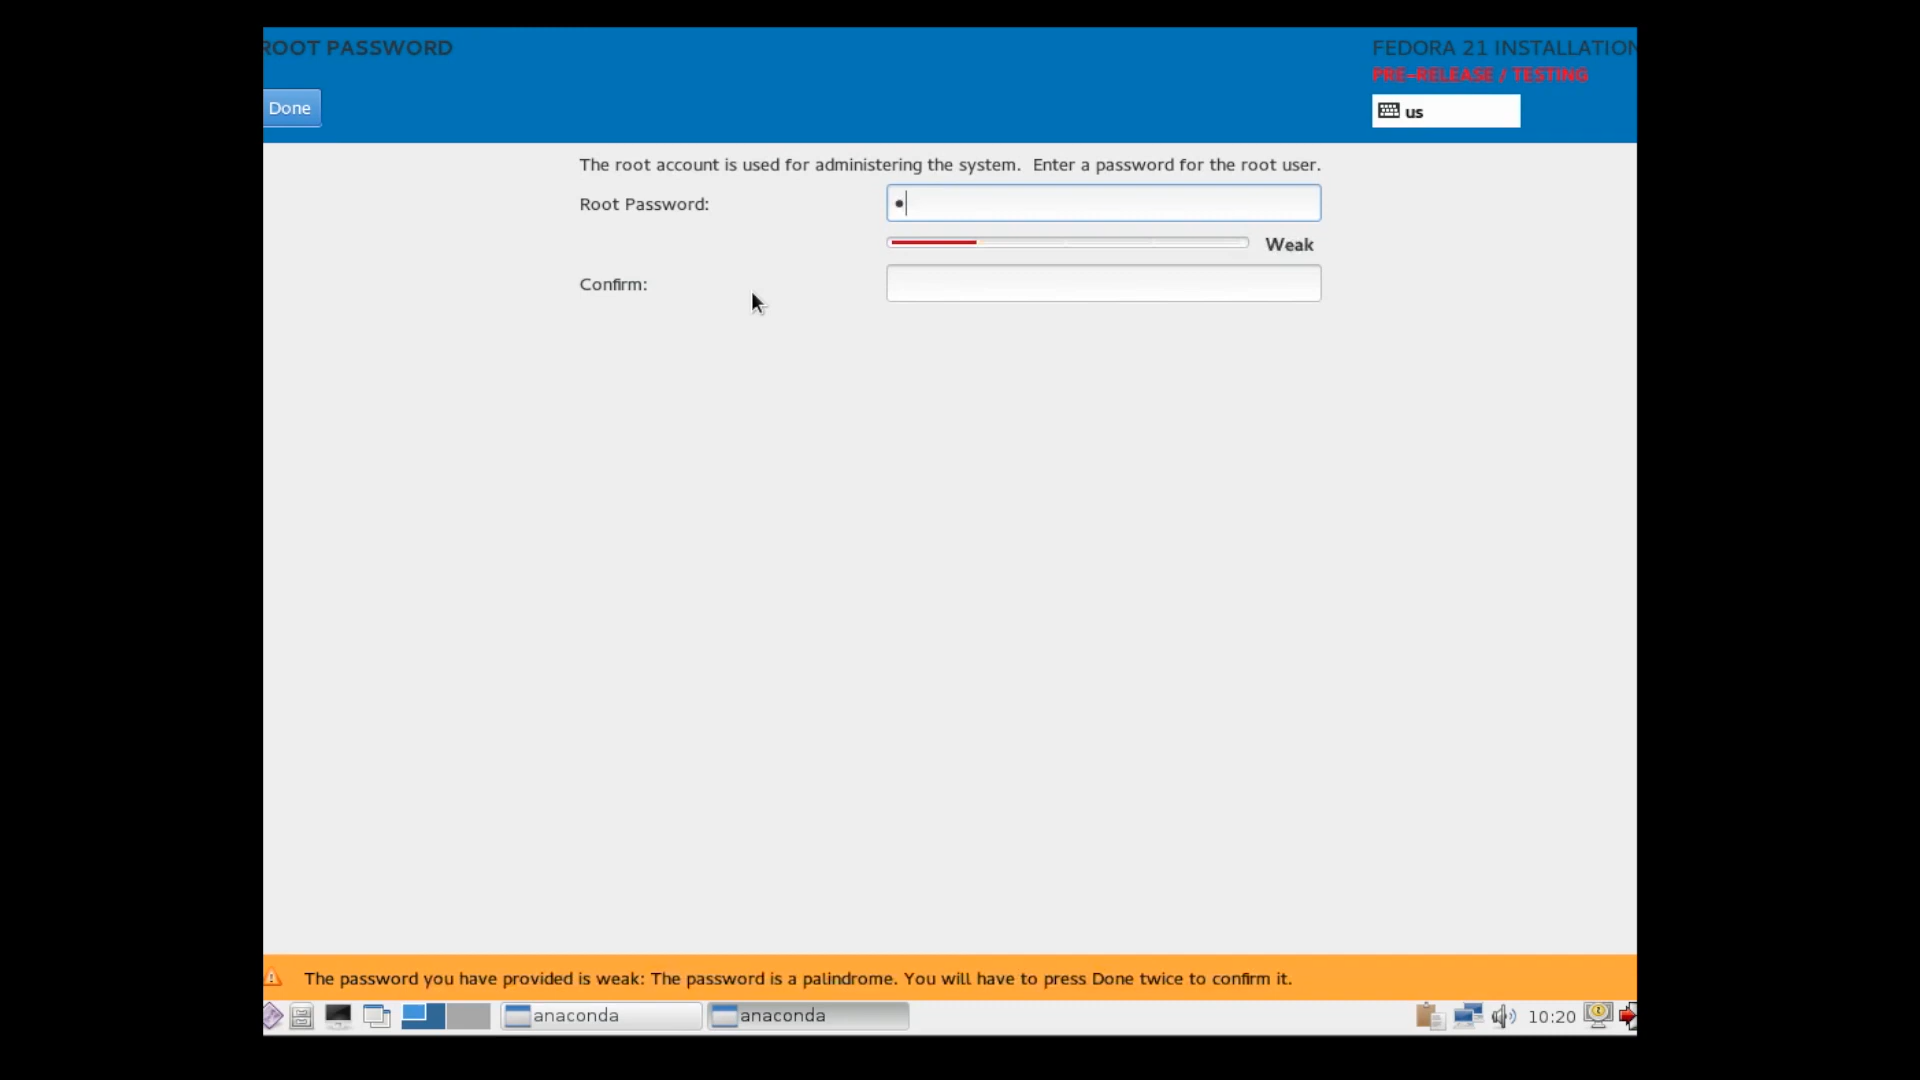 ROOT PASSWORD
FEDORA 21 INSTALLATION
PRE-RELEASE / TESTING
Done
us
The root account is used for administering the system.  Enter a password for the root user.
Root Password:
Weak
Confirm:
The password you have provided is weak: The password is a palindrome. You will have to press Done twice to confirm it.
anaconda
anaconda
10:20